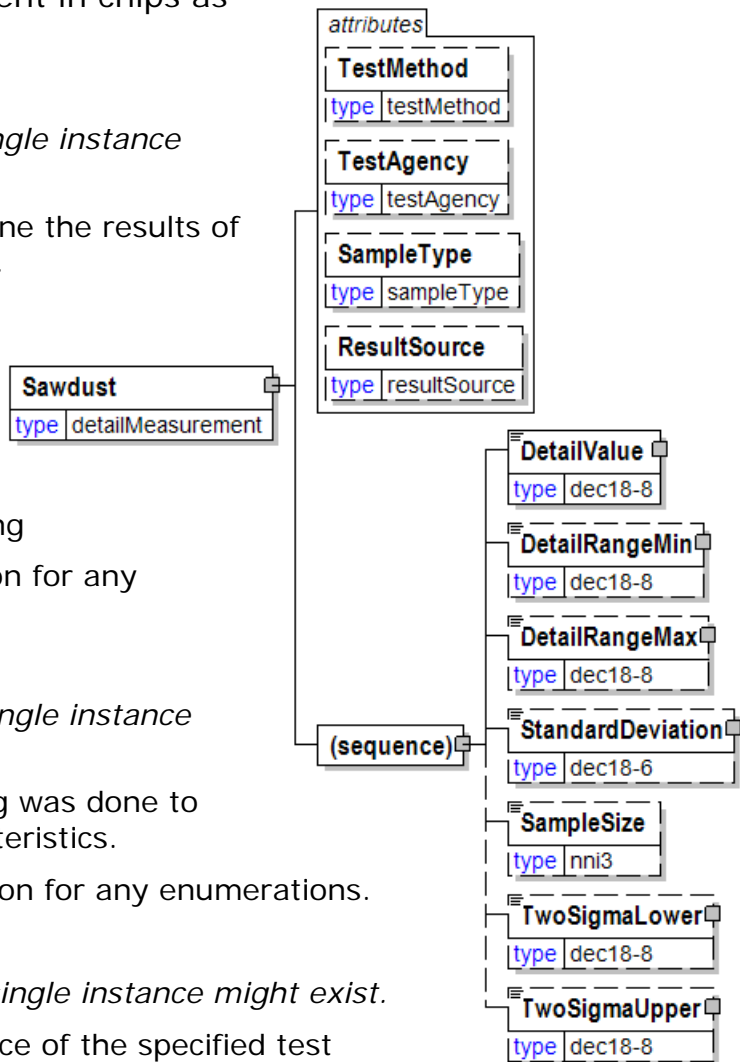 ent in chips as
attributes
TestMethod
type testMethod
ngle instance
TestAgency
type testAgency
ne the results of
SampleType
type sampleType
ResultSource
type resultSource
Sawdust
type detailMeasurement
DetailValue
type dec18-8
ng
DetailRangeMin
on for any
type dec18-8
DetailRangeMax
type dec18-8
ngle instance
StandardDeviation
(sequence)
type dec18-6
g was done to
SampleSize
teristics.
type nni3
on for any enumerations.
TwoSigmaLower
type dec18-8
single instance might exist.
TwoSigmaUpper
ce of the specified test
type dec18-8